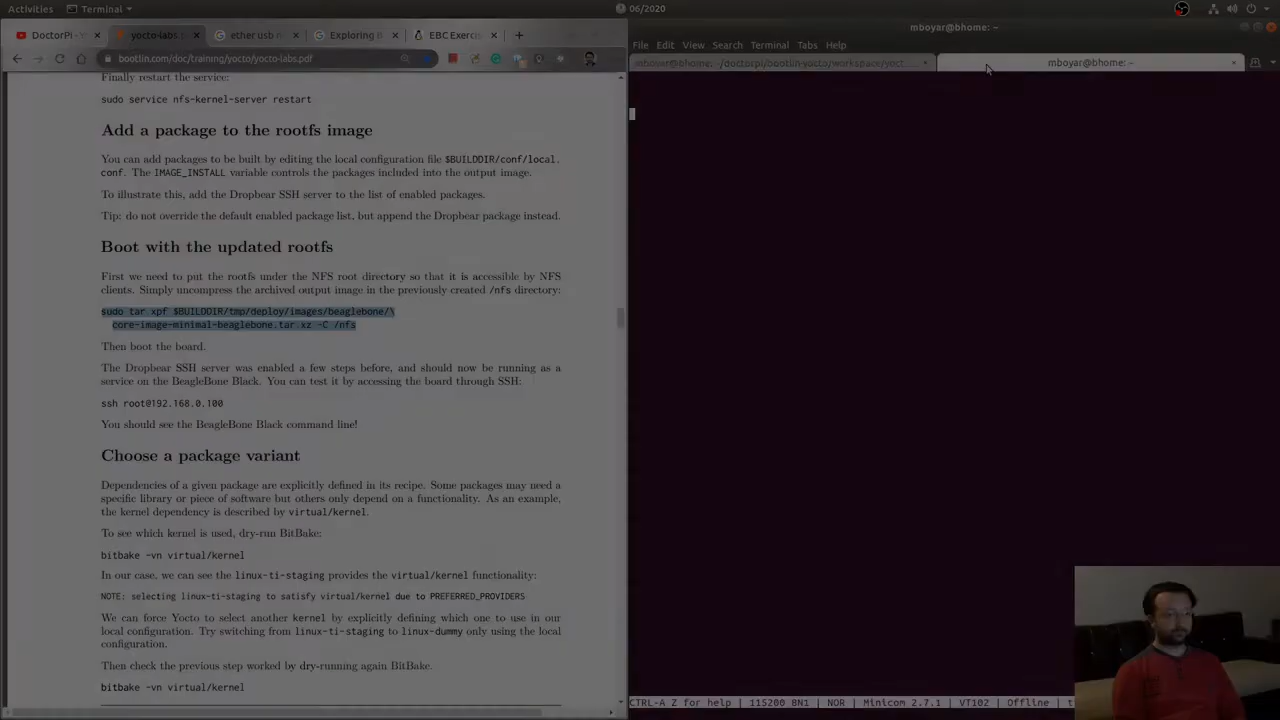 Activities
Terminal
06/2020
DoctorPi - Y
yocto-labs
ether usb n
Exploring B
EBC Exercis
bootlin.com/doc/training/yocto/yocto-labs.pdf
Finally restart the service:
sudo service nfs-kernel-server restart
Add a package to the rootfs image
You can add packages to be built by editing the local configuration file $BUILDDIR/conf/local.
conf. The IMAGE_INSTALL variable controls the packages included into the output image.
To illustrate this, add the Dropbear SSH server to the list of enabled packages.
Tip: do not override the default enabled package list, but append the Dropbear package instead.
Boot with the updated rootfs
First we need to put the rootfs under the NFS root directory so that it is accessible by NFS
clients. Simply uncompress the archived output image in the previously created /nfs directory:
sudo tar xpf $BUILDDIR/tmp/deploy/images/beaglebone/\
core-image-minimal-beaglebone.tar.xz -C /nfs
Then boot the board.
The Dropbear SSH server was enabled a few steps before, and should now be running as a
service on the BeagleBone Black. You can test it by accessing the board through SSH:
ssh root@192.168.0.100
You should see the BeagleBone Black command line!
Choose a package variant
Dependencies of a given package are explicitly defined in its recipe. Some packages may need a
specific library or piece of software but others only depend on a functionality. As an example,
the kernel dependency is described by virtual/kernel.
To see which kernel is used, dry-run BitBake:
bitbake -vn virtual/kernel
In our case, we can see the linux-ti-staging provides the virtual/kernel functionality:
NOTE: selecting linux-ti-staging to satisfy virtual/kernel due to PREFERRED_PROVIDERS
We can force Yocto to select another kernel by explicitly defining which one to use in our
local configuration. Try switching from linux-ti-staging to linux-dummy only using the local
configuration.
Then check the previous step worked by dry-running again BitBake.
bitbake -vn virtual/kernel
mboyar@bhome: ~
File Edit View Search Terminal Tabs Help
mboyar@bhome: ~/doctorpi/bootlin-yocto/workspace/yoct
mboyar@bhome: ~
CTRL-A Z for help | 115200 8N1 | NOR | Minicom 2.7.1 | VT102 | Offline | t